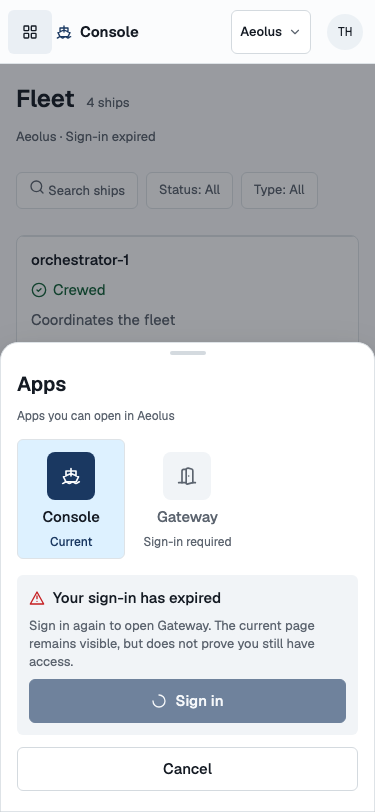 Console
Aeolus
TH
Fleet 4 ships
Aeolus · Sign-in expired
Search ships
Status: All
Type: All
orchestrator-1
Crewed
Coordinates the fleet
Apps
Apps you can open in Aeolus
Console
Current
Gateway
Sign-in required
Your sign-in has expired
Sign in again to open Gateway. The current page
remains visible, but does not prove you still have
access.
Sign in
Cancel